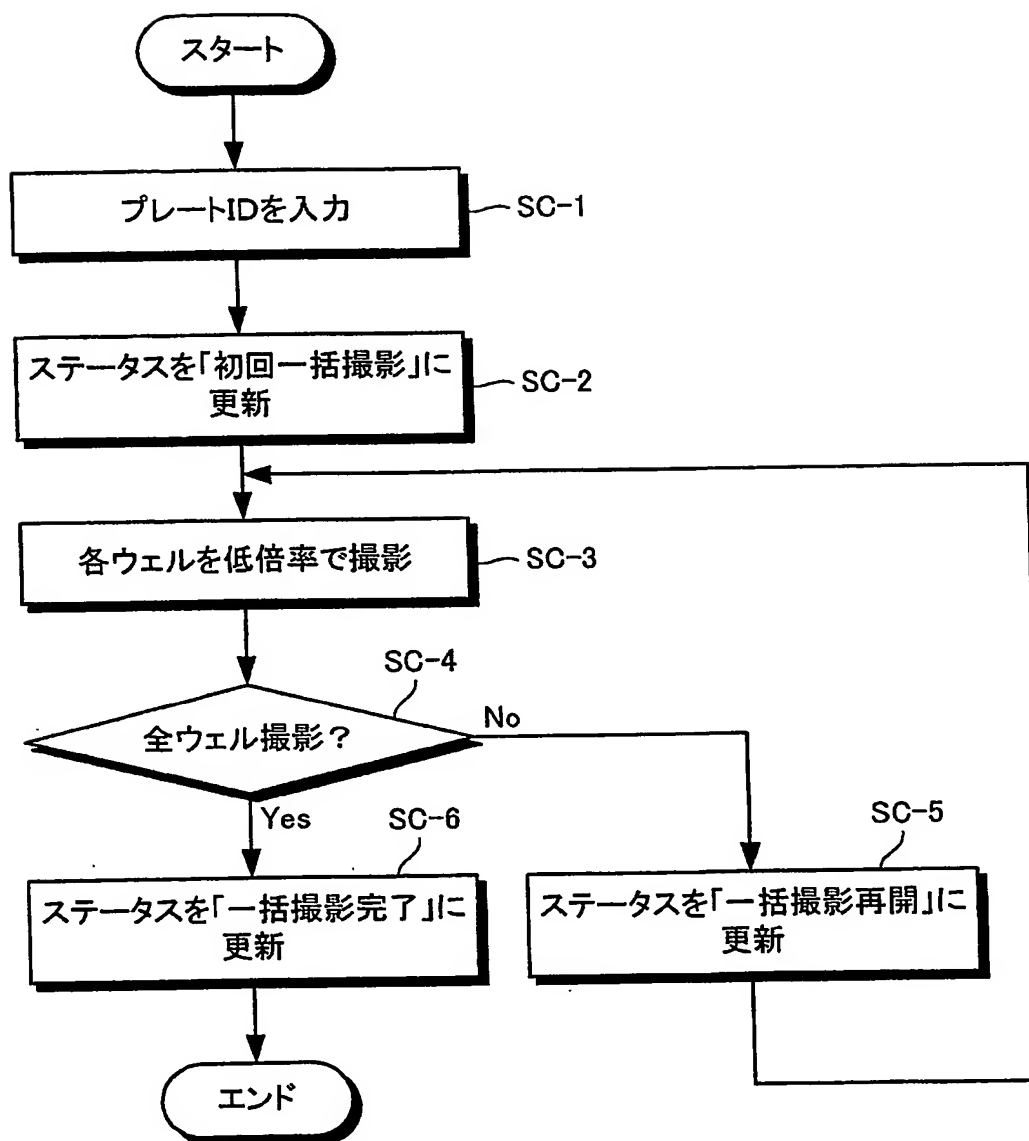 スタート
プレートIDを入力
SC-1
ステータスを「初回一括撮影」に
更新
SC-2
各ウェルを低倍率で撮影
SC-3
SC-4
全ウェル撮影？
No
Yes
SC-6
SC-5
ステータスを「一括撮影完了」に
更新
ステータスを「一括撮影再開」に
更新
エンド